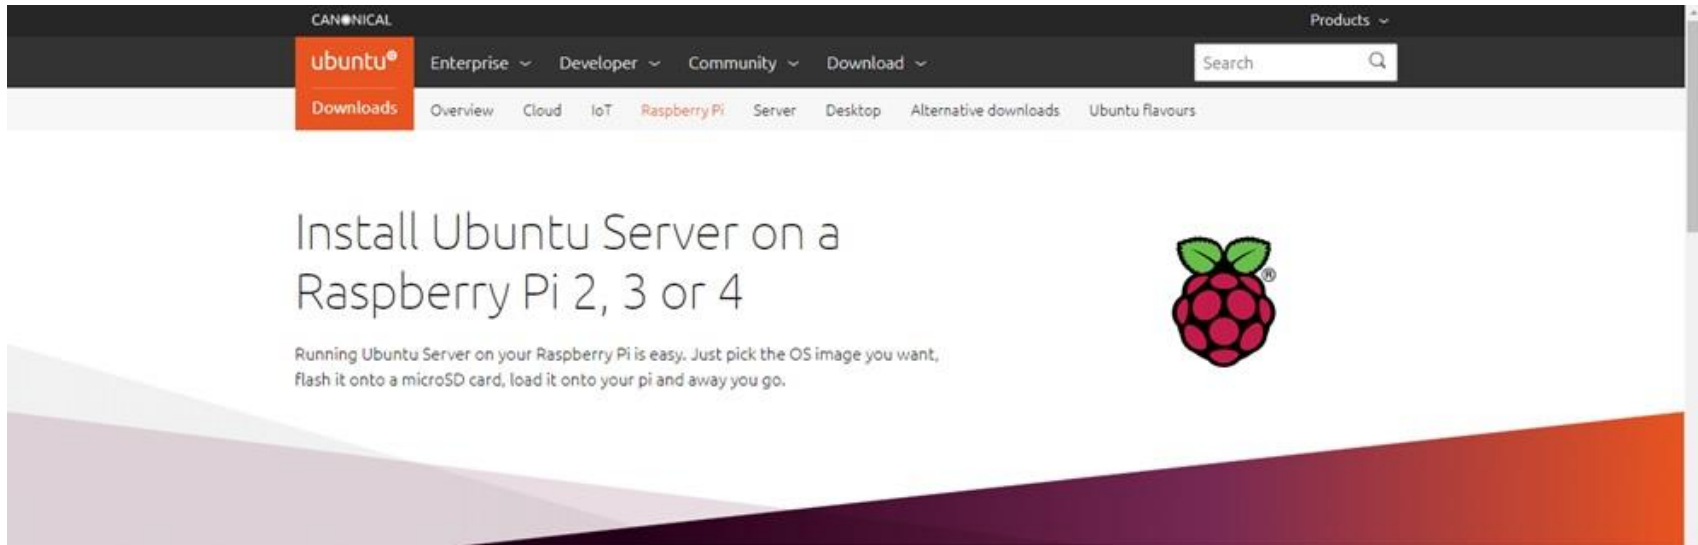 CANONICAL
Products
ubuntu®
Enterprise Developer Community Download
Search
Downloads
Overview Cloud IoT Raspberry Pi Server Desktop Alternative downloads Ubuntu flavours
Install Ubuntu Server on a
Raspberry Pi 2, 3 or 4
®
Running Ubuntu Server on your Raspberry Pi is easy. Just pick the OS image you want,
flash it onto a microSD card, load it onto your pi and away you go.